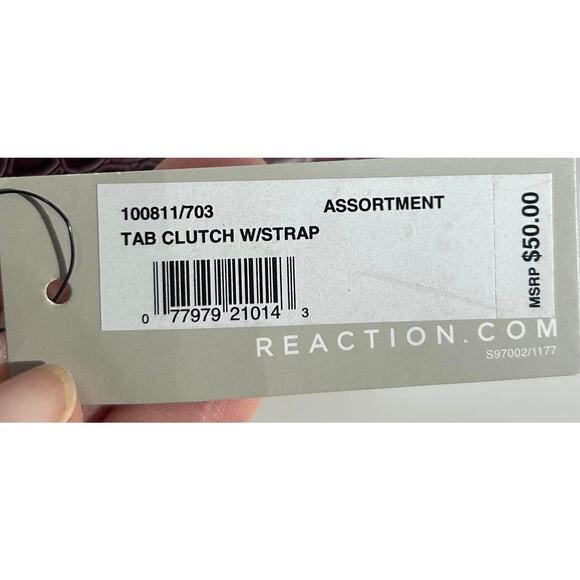 100811/703 ASSORTMENT
TAB CLUTCH W/STRAP
0 77979 21014 3
MSRP $50.00
REACTION.COM
S97002/1177